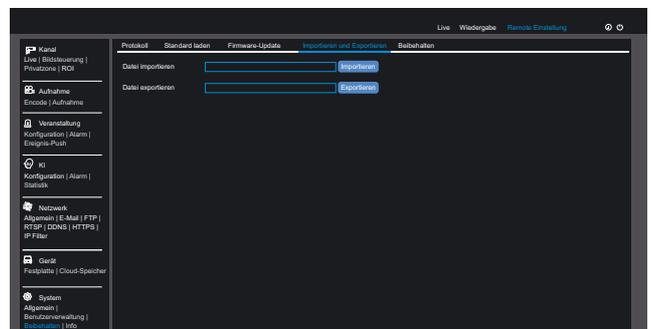 Live Wiedergabe Remote Einstellung
Protokoll Standard laden Firmware-Update Importieren und Exportieren Beibehalten
Kanal
Live | Bildsteuerung |
Privatzone | ROI
Datei importieren Importieren
Datei exportieren Exportieren
Aufnahme
Encode | Aufnahme
Veranstaltung
Konfiguration | Alarm |
Ereignis-Push
KI
Konfiguration | Alarm |
Statistik
Netzwerk
Allgemein | E-Mail | FTP |
RTSP | DDNS | HTTPS |
IP Filter
Gerät
Festplatte | Cloud-Speicher
System
Allgemein |
Benutzerverwaltung |
Beibehalten | Info